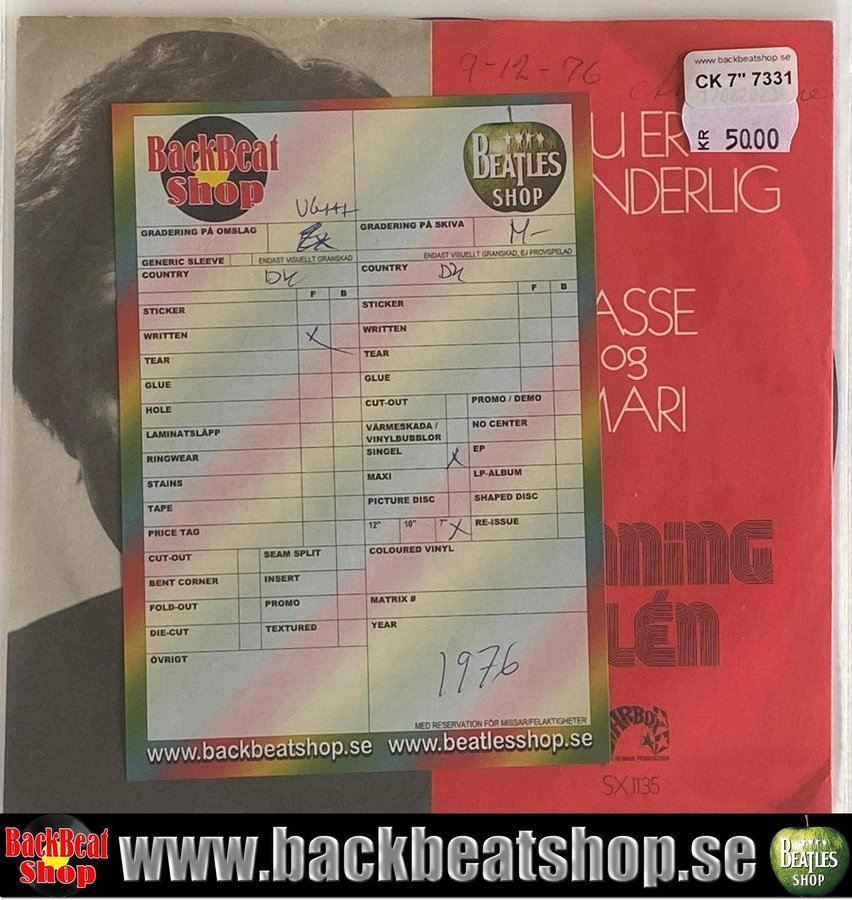 9-12-76
www.backbeatshop.se
CK 7" 7331
KR 50.00
U ER
NDERLIG
ASSE
og
MARI
NING
LÉN
SX.1135
BackBeat
Shop
BEATLES
SHOP
VG+++
GRADERING PÅ OMSLAG Ex
GRADERING PÅ SKIVA M-
GENERIC SLEEVE ENDAST VISUELLT GRANSKAD
ENDAST VISUELLT GRANSKAD, EJ PROVSPELAD
COUNTRY DK
COUNTRY DK
F B
F B
STICKER
STICKER
WRITTEN X
WRITTEN
TEAR
TEAR
GLUE
GLUE
HOLE
CUT-OUT PROMO / DEMO
LAMINATSLÄPP
VÄRMESKADA / NO CENTER
VINYLBUBBLOR
RINGWEAR
SINGEL X EP
STAINS
MAXI LP-ALBUM
TAPE
PICTURE DISC SHAPED DISC
PRICE TAG
12" 10" 7" X RE-ISSUE
CUT-OUT SEAM SPLIT
COLOURED VINYL
BENT CORNER INSERT
FOLD-OUT PROMO
MATRIX #
DIE-CUT TEXTURED
YEAR
ÖVRIGT
1976
MED RESERVATION FÖR MISSAR/FELAKTIGHETER
www.backbeatshop.se www.beatlesshop.se
BackBeat
Shop
www.backbeatshop.se
BEATLES
SHOP